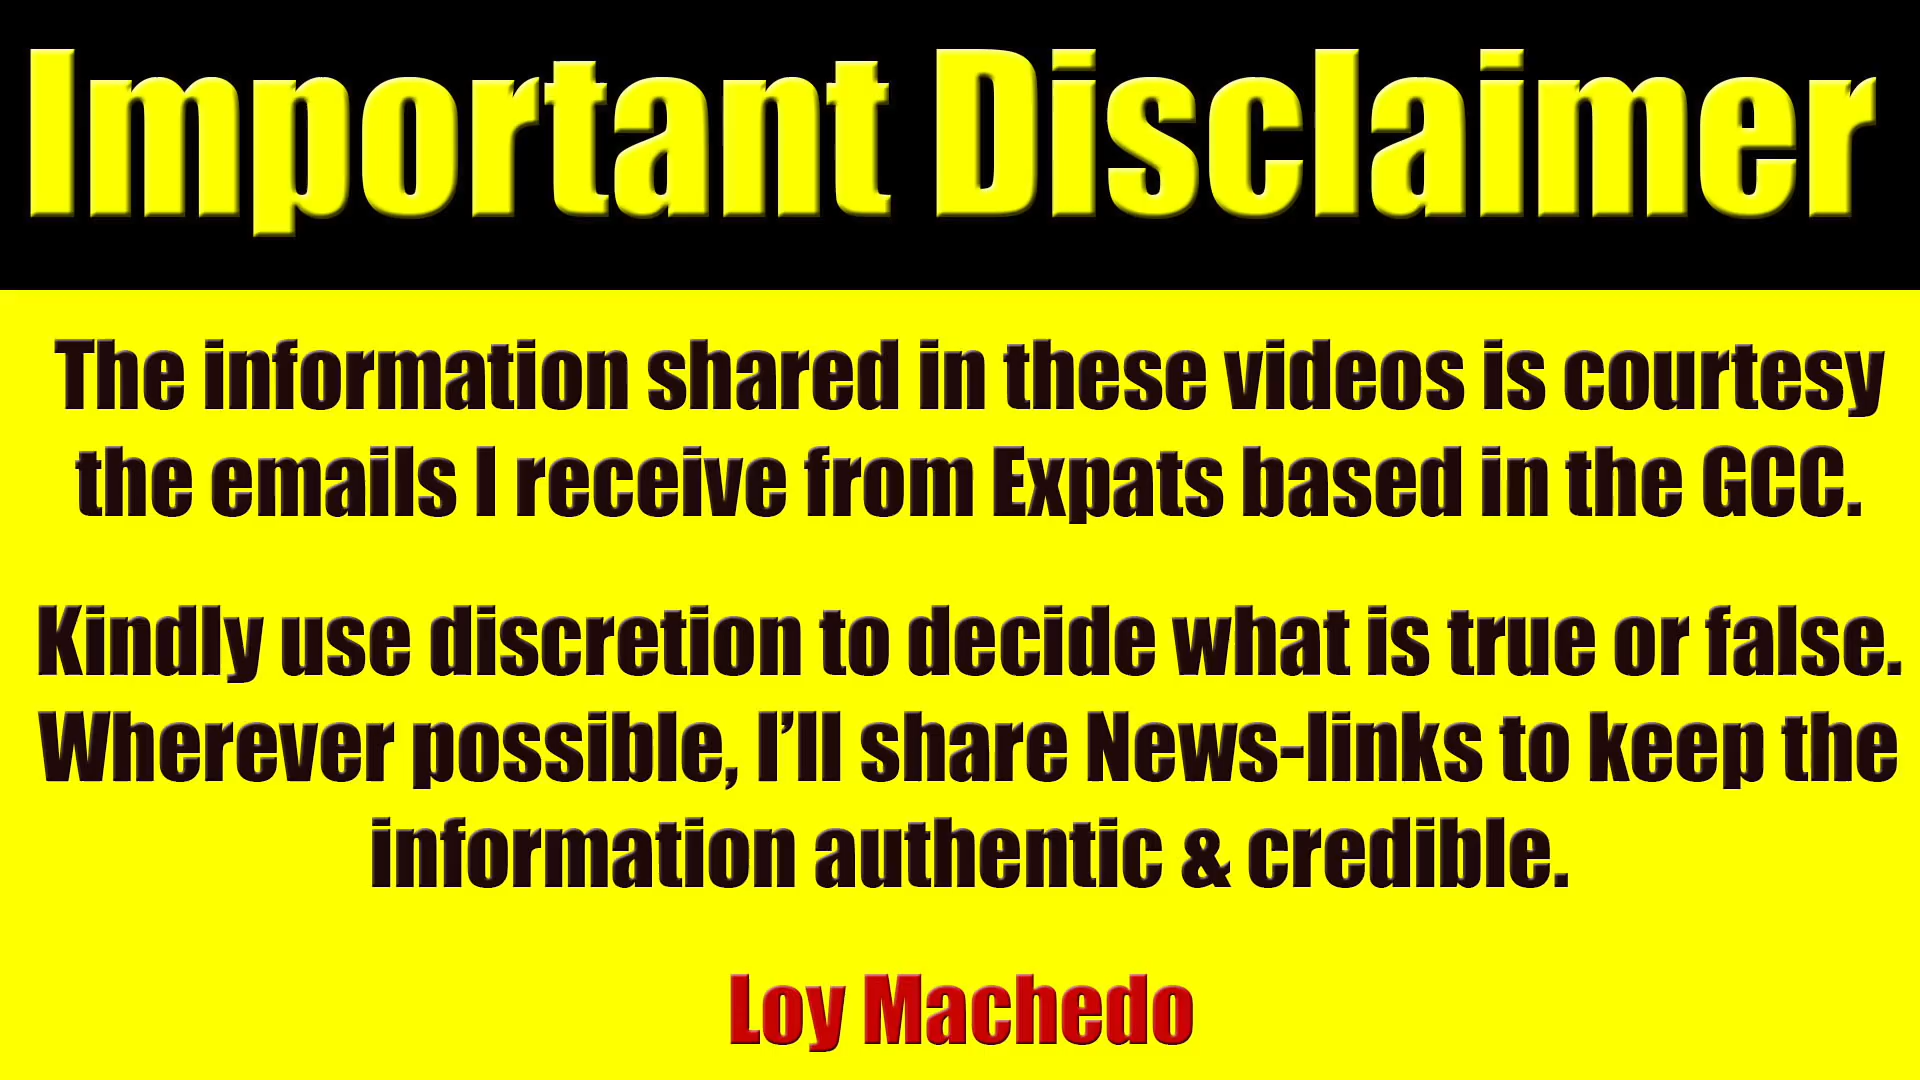 Important Disclaimer
The information shared in these videos is courtesy
the emails I receive from Expats based in the GCC.
Kindly use discretion to decide what is true or false.
Wherever possible, I’ll share News-links to keep the
information authentic & credible.
Loy Machedo